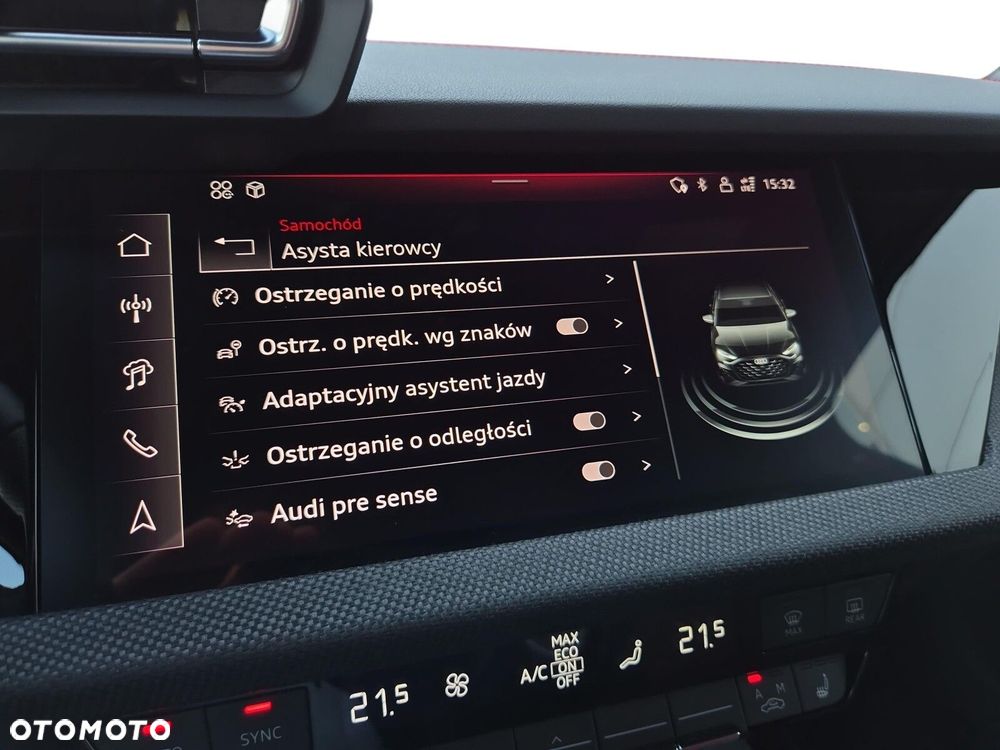 15:32
Samochód
Asysta kierowcy
Ostrzeganie o prędkości
Ostrz. o prędk. wg znaków
Adaptacyjny asystent jazdy
Ostrzeganie o odległości
Audi pre sense
MAX
ECO
A/C ON
OFF
21.5
21.5
MAX
REAR
SYNC
A M
OTOMOTO